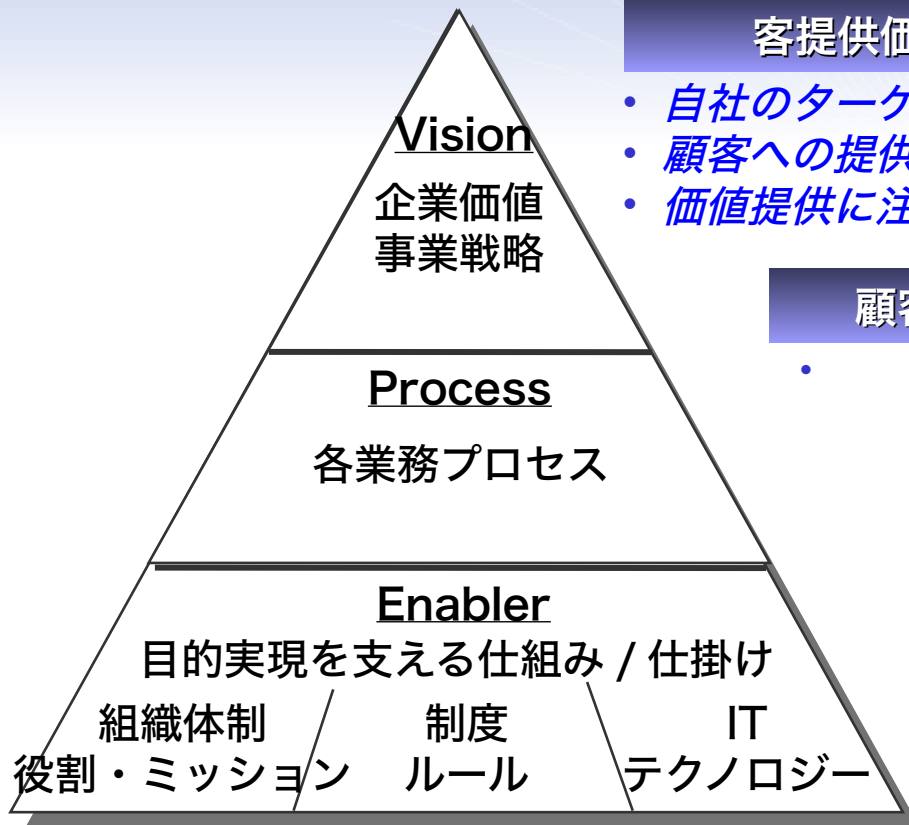 客提供価
自社のターゲ
顧客への提供
価値提供に注
顧客
Vision
企業価値
事業戦略
Process
各業務プロセス
Enabler
目的実現を支える仕組み / 仕掛け
組織体制
役割・ミッション
制度
ルール
IT
テクノロジー